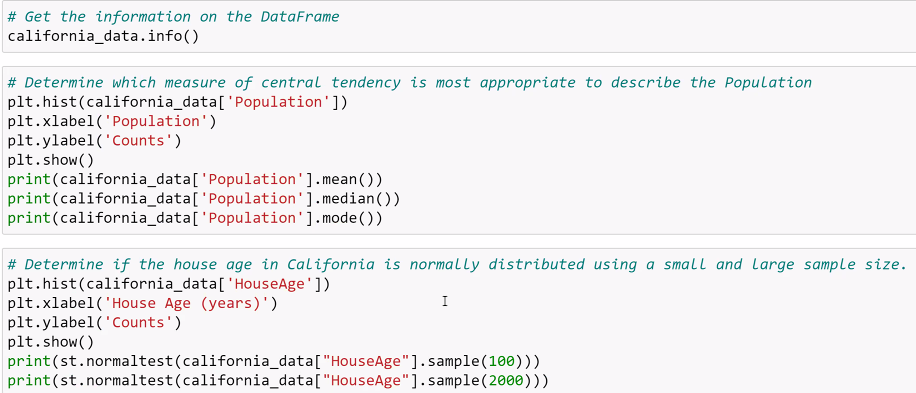 # Get the information on the DataFrame
california_data.info()
# Determine which measure of central tendency is most appropriate to describe the Population
plt.hist(california_data['Population'])
plt.xlabel('Population')
plt.ylabel('Counts')
plt.show()
print(california_data['Population'].mean())
print(california_data['Population'].median())
print(california_data['Population'].mode())
# Determine if the house age in California is normally distributed using a small and large sample size.
plt.hist(california_data['HouseAge'])
plt.xlabel('House Age (years)')
plt.ylabel('Counts')
plt.show()
print(st.normaltest(california_data["HouseAge"].sample(100)))
print(st.normaltest(california_data["HouseAge"].sample(2000)))